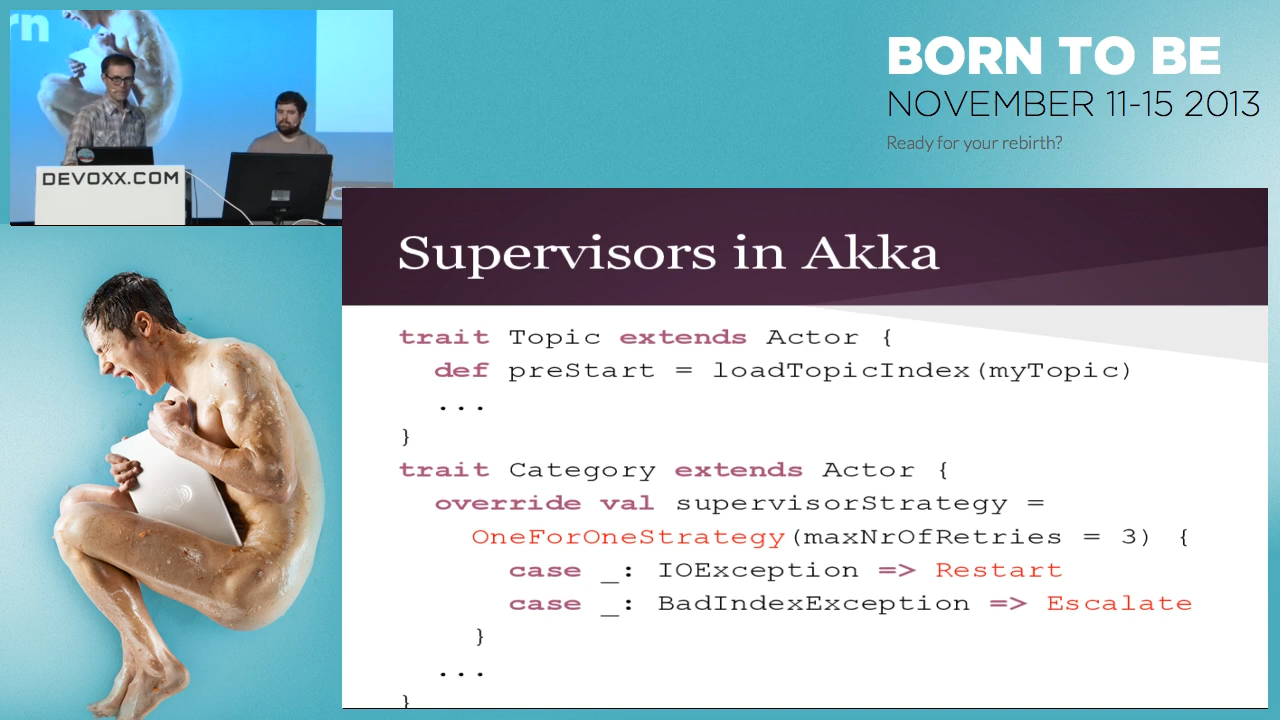 rn
DEVOXX.COM
BORN TO BE
NOVEMBER 11-15 2013
Ready for your rebirth?
Supervisors in Akka
trait Topic extends Actor {
  def preStart = loadTopicIndex(myTopic)
  ...
}
trait Category extends Actor {
  override val supervisorStrategy =
    OneForOneStrategy(maxNrOfRetries = 3) {
      case _: IOException => Restart
      case _: BadIndexException => Escalate
    }
  ...
}